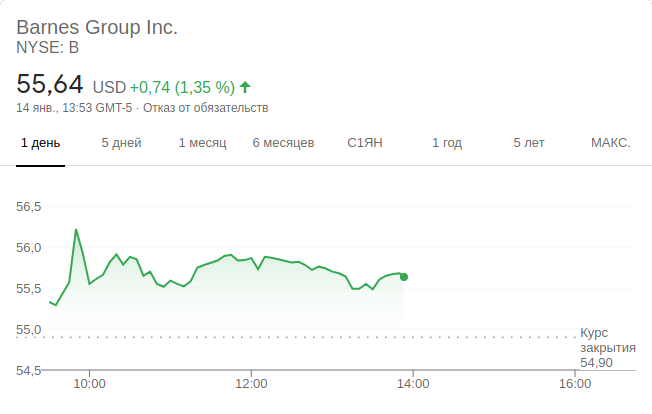 Barnes Group Inc.
NYSE: B
55,64 USD +0,74 (1,35 %)
14 янв., 13:53 GMT-5 · Отказ от обязательств
1 день 5 дней 1 месяц 6 месяцев С1ЯН 1 год 5 лет МАКС.
56,5
56,0
55,5
55,0
Курс
закрытия
54,90
54,5
10:00 12:00 14:00 16:00